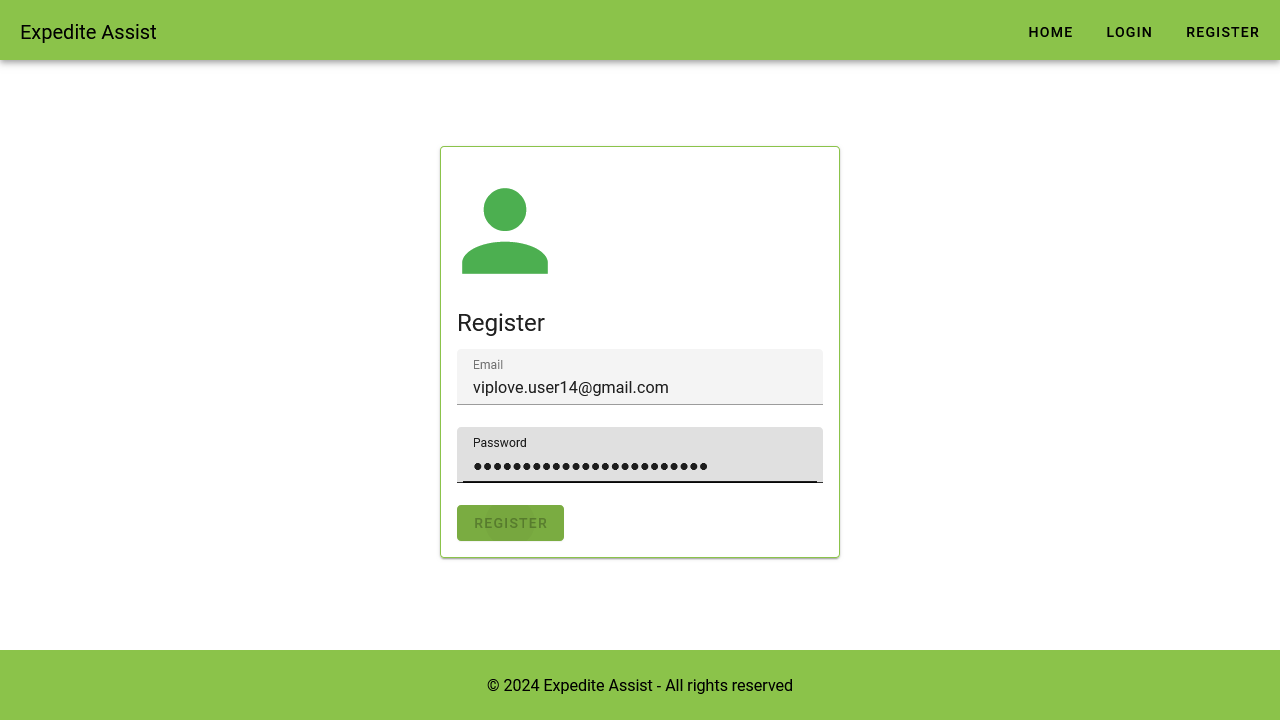 Expedite Assist
HOME LOGIN REGISTER
Register
Email
viplove.user14@gmail.com
Password
••••••••••••••••••••••••
REGISTER
© 2024 Expedite Assist - All rights reserved